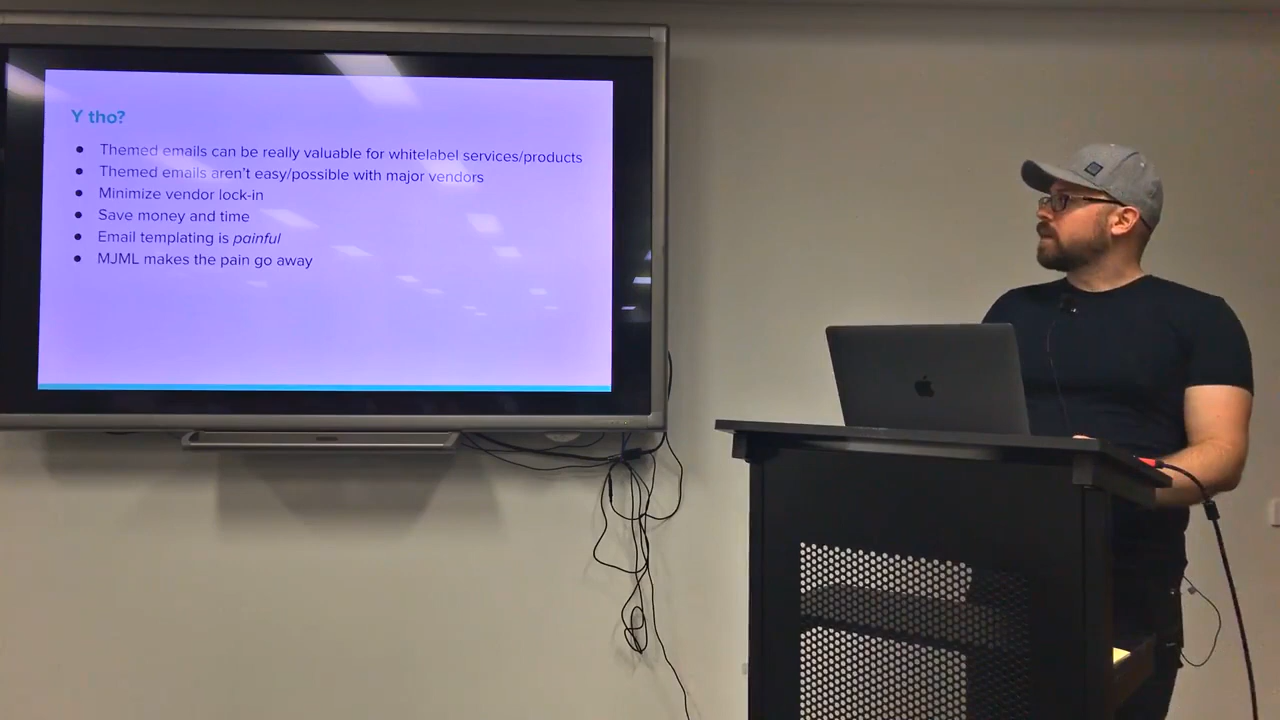 Y tho?
● Themed emails can be really valuable for whitelabel services/products
● Themed emails aren't easy/possible with major vendors
● Minimize vendor lock-in
● Save money and time
● Email templating is painful
● MJML makes the pain go away